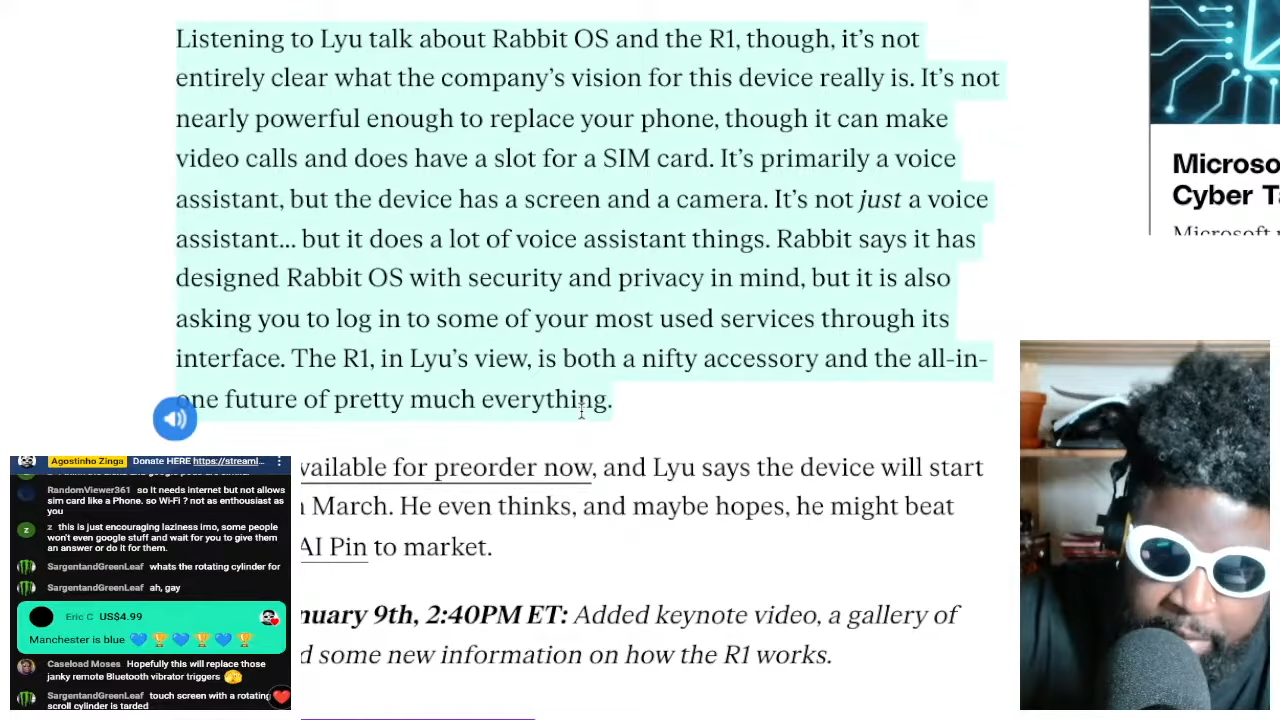 Listening to Lyu talk about Rabbit OS and the R1, though, it's not
entirely clear what the company's vision for this device really is. It's not
nearly powerful enough to replace your phone, though it can make
video calls and does have a slot for a SIM card. It's primarily a voice
assistant, but the device has a screen and a camera. It's not just a voice
assistant... but it does a lot of voice assistant things. Rabbit says it has
designed Rabbit OS with security and privacy in mind, but it is also
asking you to log in to some of your most used services through its
interface. The R1, in Lyu's view, is both a nifty accessory and the all-in-
one future of pretty much everything.
vailable for preorder now, and Lyu says the device will start
March. He even thinks, and maybe hopes, he might beat
AI Pin to market.
nuary 9th, 2:40PM ET: Added keynote video, a gallery of
d some new information on how the R1 works.
Microso
Cyber Ta
Microsoft
Agostinho Zinga Donate HERE https://streaml...
RandomViewer361 so It needs internet but not allows
sim card like a Phone. so Wi-Fi ? not as enthousiast as
you
z this is just encouraging laziness imo, some people
won't even google stuff and wait for you to give them
an answer or do it for them.
SargentandGreenLeaf whats the rotating cylinder for
SargentandGreenLeaf ah, gay
Eric C US$4.99
Manchester is blue 💙 🏆 💙 🏆 💙 🏆
Caseload Moses Hopefully this will replace those
janky remote Bluetooth vibrator triggers
SargentandGreenLeaf touch screen with a rotating
scroll cylinder is tarded